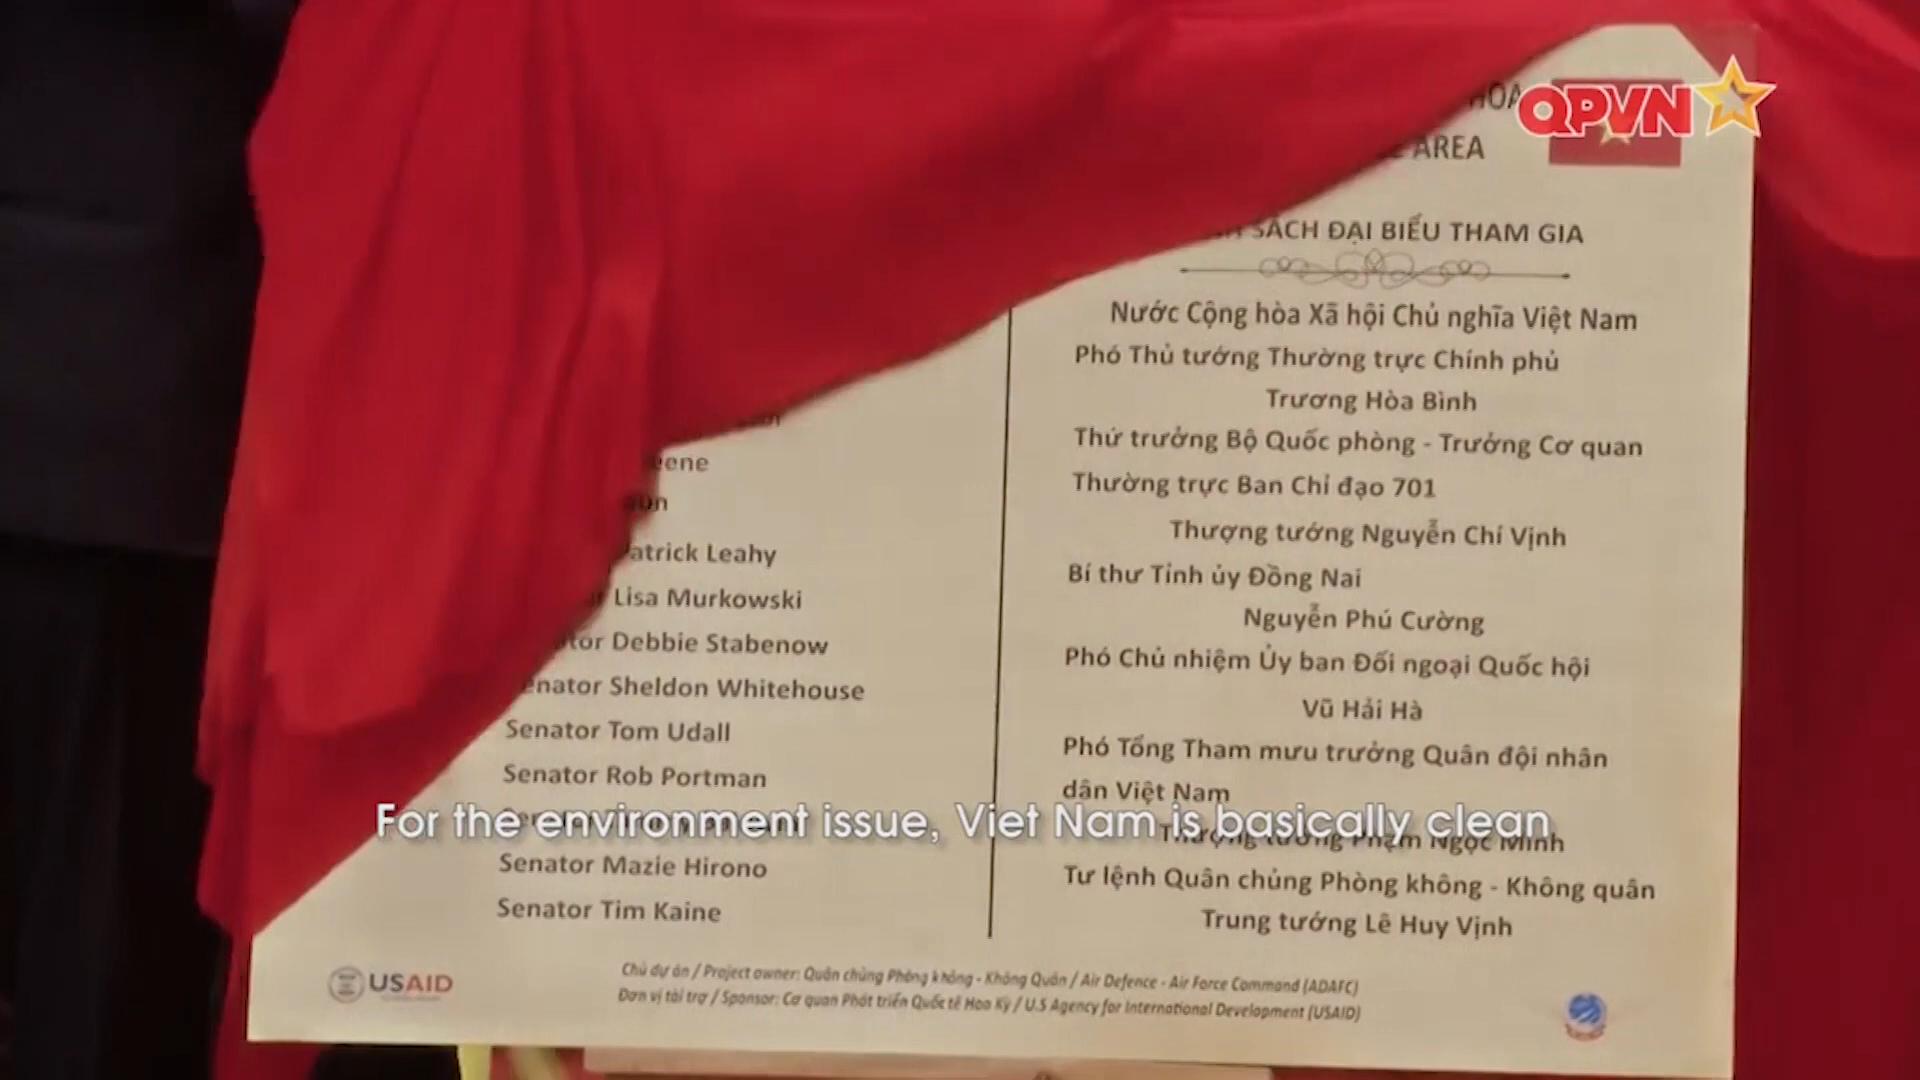 QPVN
AREA
SÁCH ĐẠI BIỂU THAM GIA
Nước Cộng hòa Xã hội Chủ nghĩa Việt Nam
Phó Thủ tướng Thường trực Chính phủ
Trương Hòa Bình
Thứ trưởng Bộ Quốc phòng - Trưởng Cơ quan
Thường trực Ban Chỉ đạo 701
Thượng tướng Nguyễn Chí Vịnh
Bí thư Tỉnh ủy Đồng Nai
Nguyễn Phú Cường
Phó Chủ nhiệm Ủy ban Đối ngoại Quốc hội
Vũ Hải Hà
Phó Tổng Tham mưu trưởng Quân đội nhân
dân Việt Nam
Thượng tướng Phạm Ngọc Minh
Tư lệnh Quân chủng Phòng không - Không quân
Trung tướng Lê Huy Vịnh
atrick Leahy
Lisa Murkowski
tor Debbie Stabenow
enator Sheldon Whitehouse
Senator Tom Udall
Senator Rob Portman
Senator Mazie Hirono
Senator Tim Kaine
For the environment issue, Viet Nam is basically clean
USAID
Chủ dự án / Project owner: Quân chủng Phòng không - Không Quân / Air Defence - Air Force Command (ADAFC)
Đơn vị tài trợ / Sponsor: Cơ quan Phát triển Quốc tế Hoa Kỳ / U.S Agency for International Development (USAID)